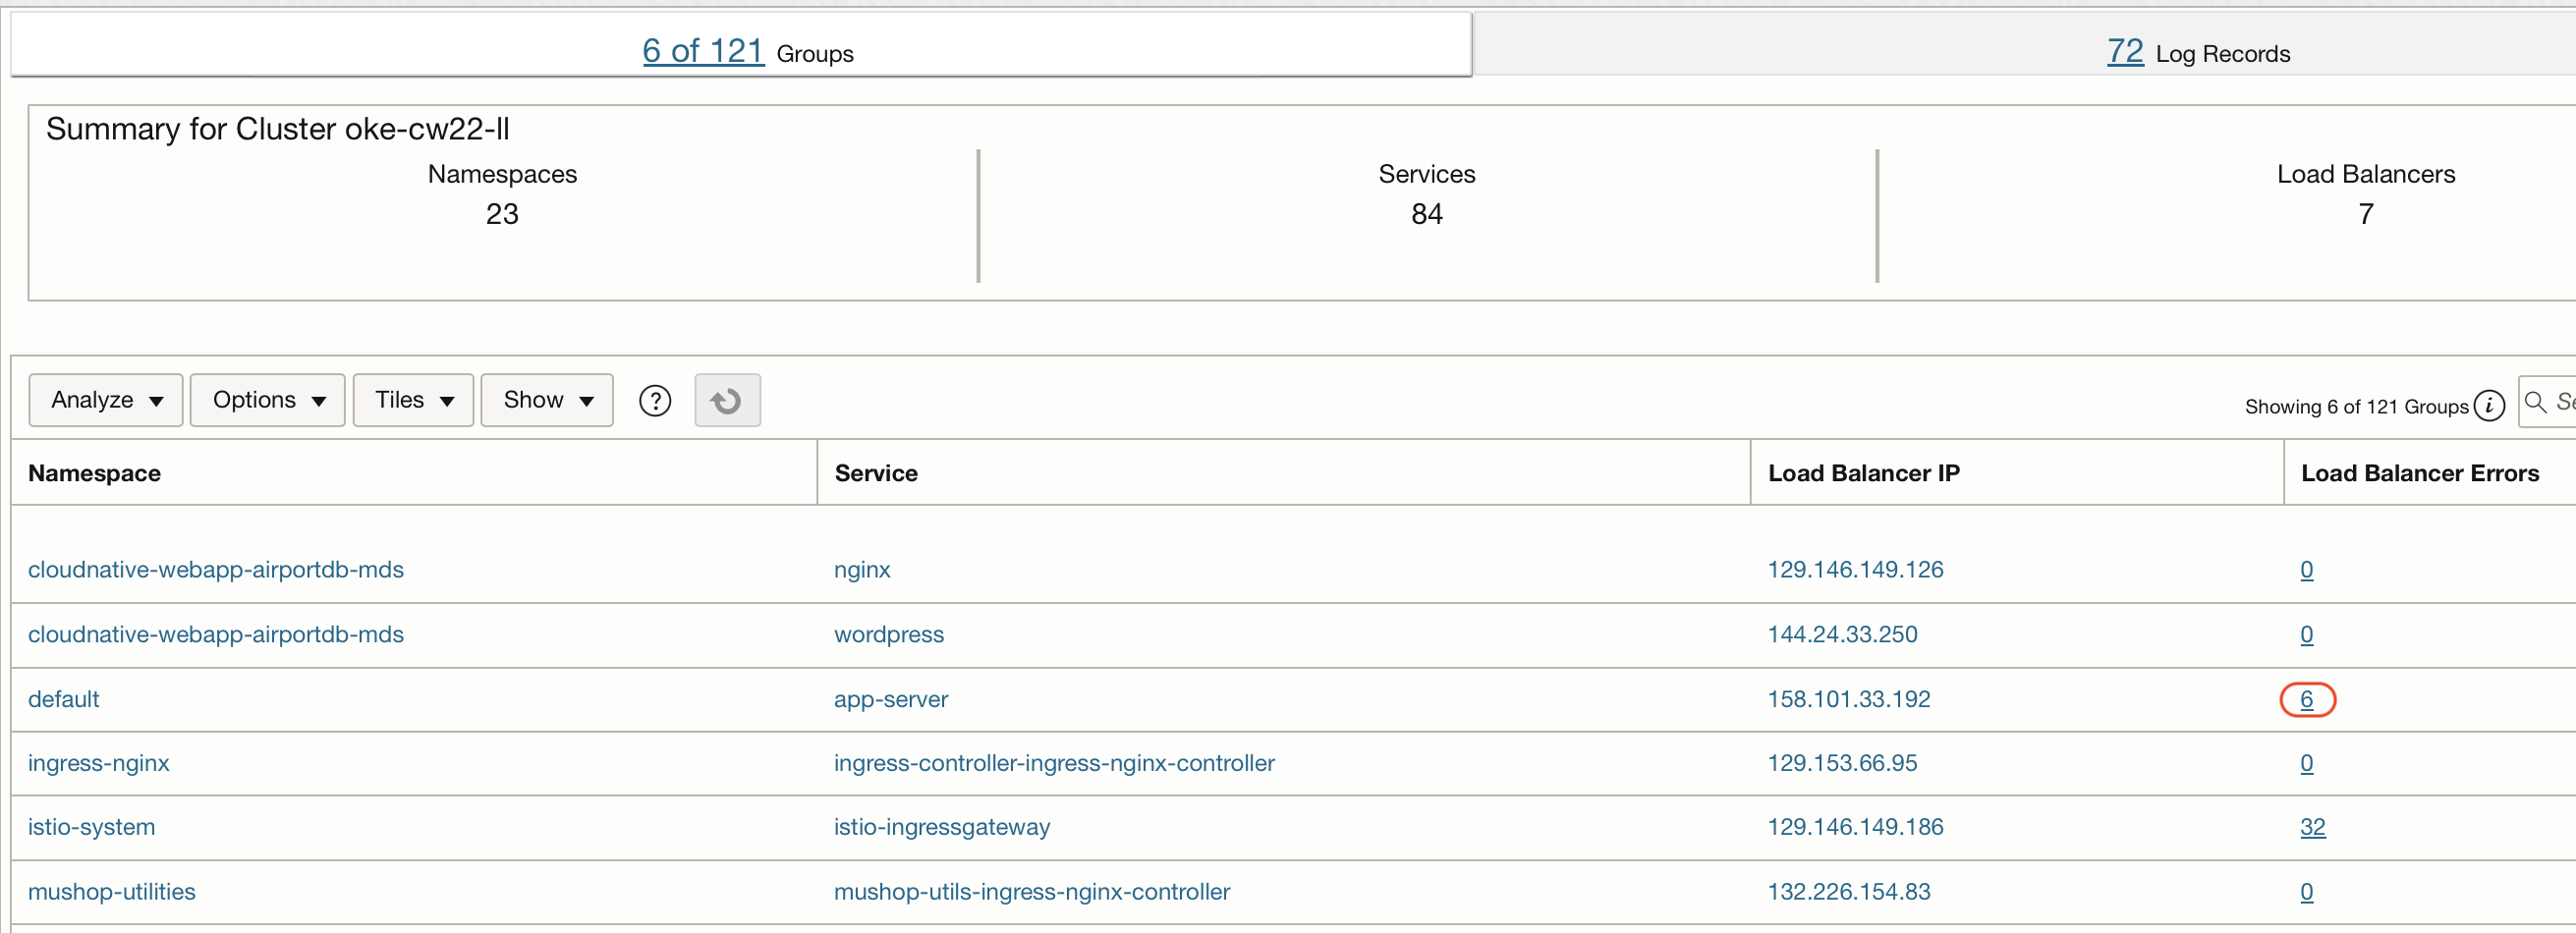 6 of 121 Groups
72 Log Records
Summary for Cluster oke-cw22-ll
Namespaces Services Load Balancers
23 84 7
Analyze Options Tiles Show ? Showing 6 of 121 Groups i
Namespace Service Load Balancer IP Load Balancer Errors
cloudnative-webapp-airportdb-mds nginx 129.146.149.126 0
cloudnative-webapp-airportdb-mds wordpress 144.24.33.250 0
default app-server 158.101.33.192 6
ingress-nginx ingress-controller-ingress-nginx-controller 129.153.66.95 0
istio-system istio-ingressgateway 129.146.149.186 32
mushop-utilities mushop-utils-ingress-nginx-controller 132.226.154.83 0